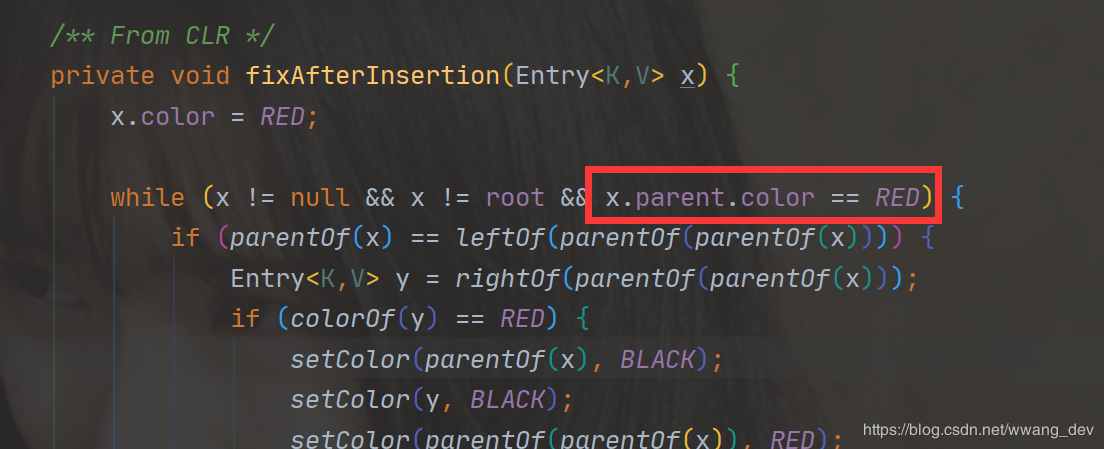 /** From CLR */
private void fixAfterInsertion(Entry<K,V> x) {
    x.color = RED;
    while (x != null && x != root && x.parent.color == RED) {
        if (parentOf(x) == leftOf(parentOf(parentOf(x)))) {
            Entry<K,V> y = rightOf(parentOf(parentOf(x)));
            if (colorOf(y) == RED) {
                setColor(parentOf(x), BLACK);
                setColor(y, BLACK);
                setColor(parentOf(parentOf(x)), RED);
https://blog.csdn.net/wwang_dev